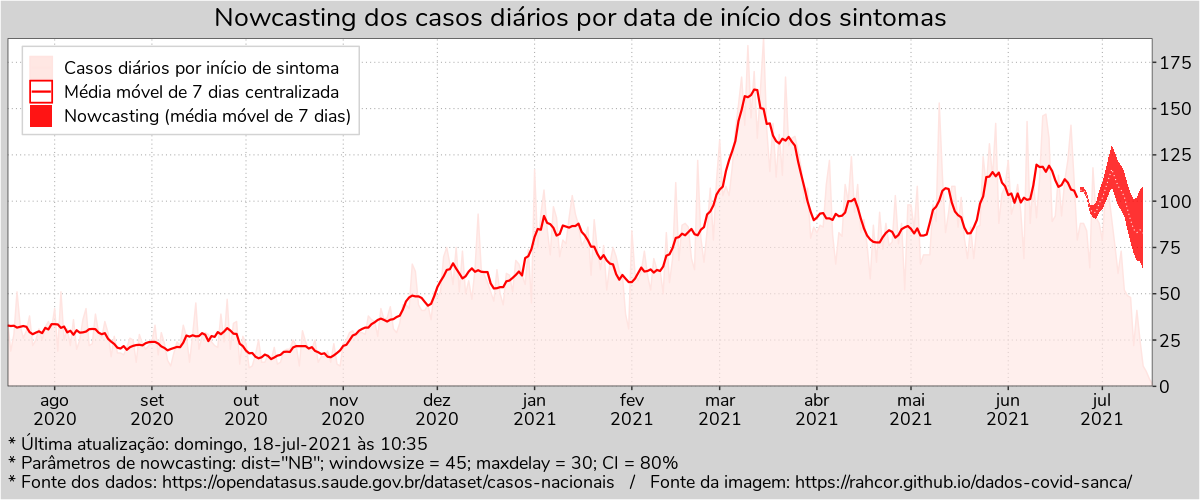 Nowcasting dos casos diários por data de início dos sintomas
Casos diários por início de sintoma
Média móvel de 7 dias centralizada
Nowcasting (média móvel de 7 dias)
175
150
125
100
75
50
25
0
ago set out nov dez jan fev mar abr mai jun jul
2020 2020 2020 2020 2020 2021 2021 2021 2021 2021 2021 2021
* Última atualização: domingo, 18-jul-2021 às 10:35
* Parâmetros de nowcasting: dist="NB"; windowsize = 45; maxdelay = 30; CI = 80%
* Fonte dos dados: https://opendatasus.saude.gov.br/dataset/casos-nacionais / Fonte da imagem: https://rahcor.github.io/dados-covid-sanca/